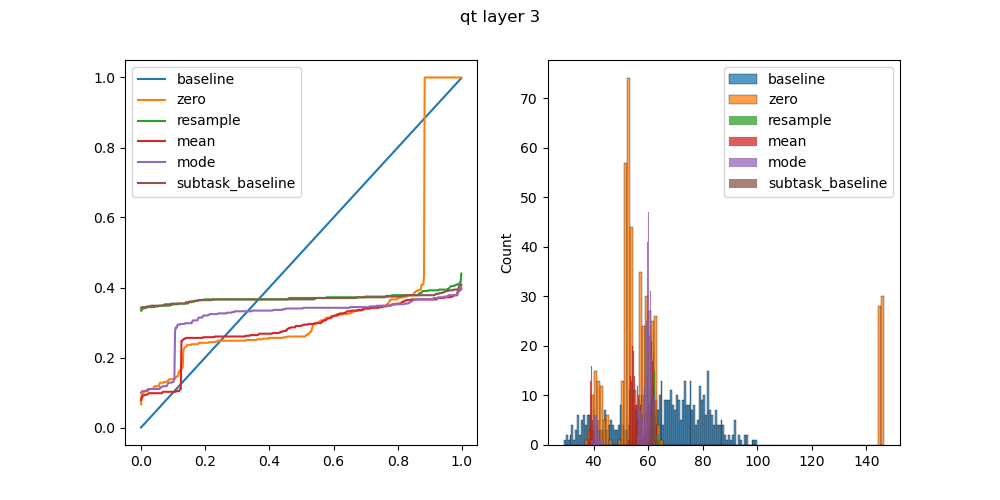 qt layer 3
baseline
zero
resample
mean
mode
subtask_baseline
1.0
0.8
0.6
0.4
0.2
0.0
0.0 0.2 0.4 0.6 0.8 1.0
baseline
zero
resample
mean
mode
subtask_baseline
Count
70
60
50
40
30
20
10
0
40 60 80 100 120 140